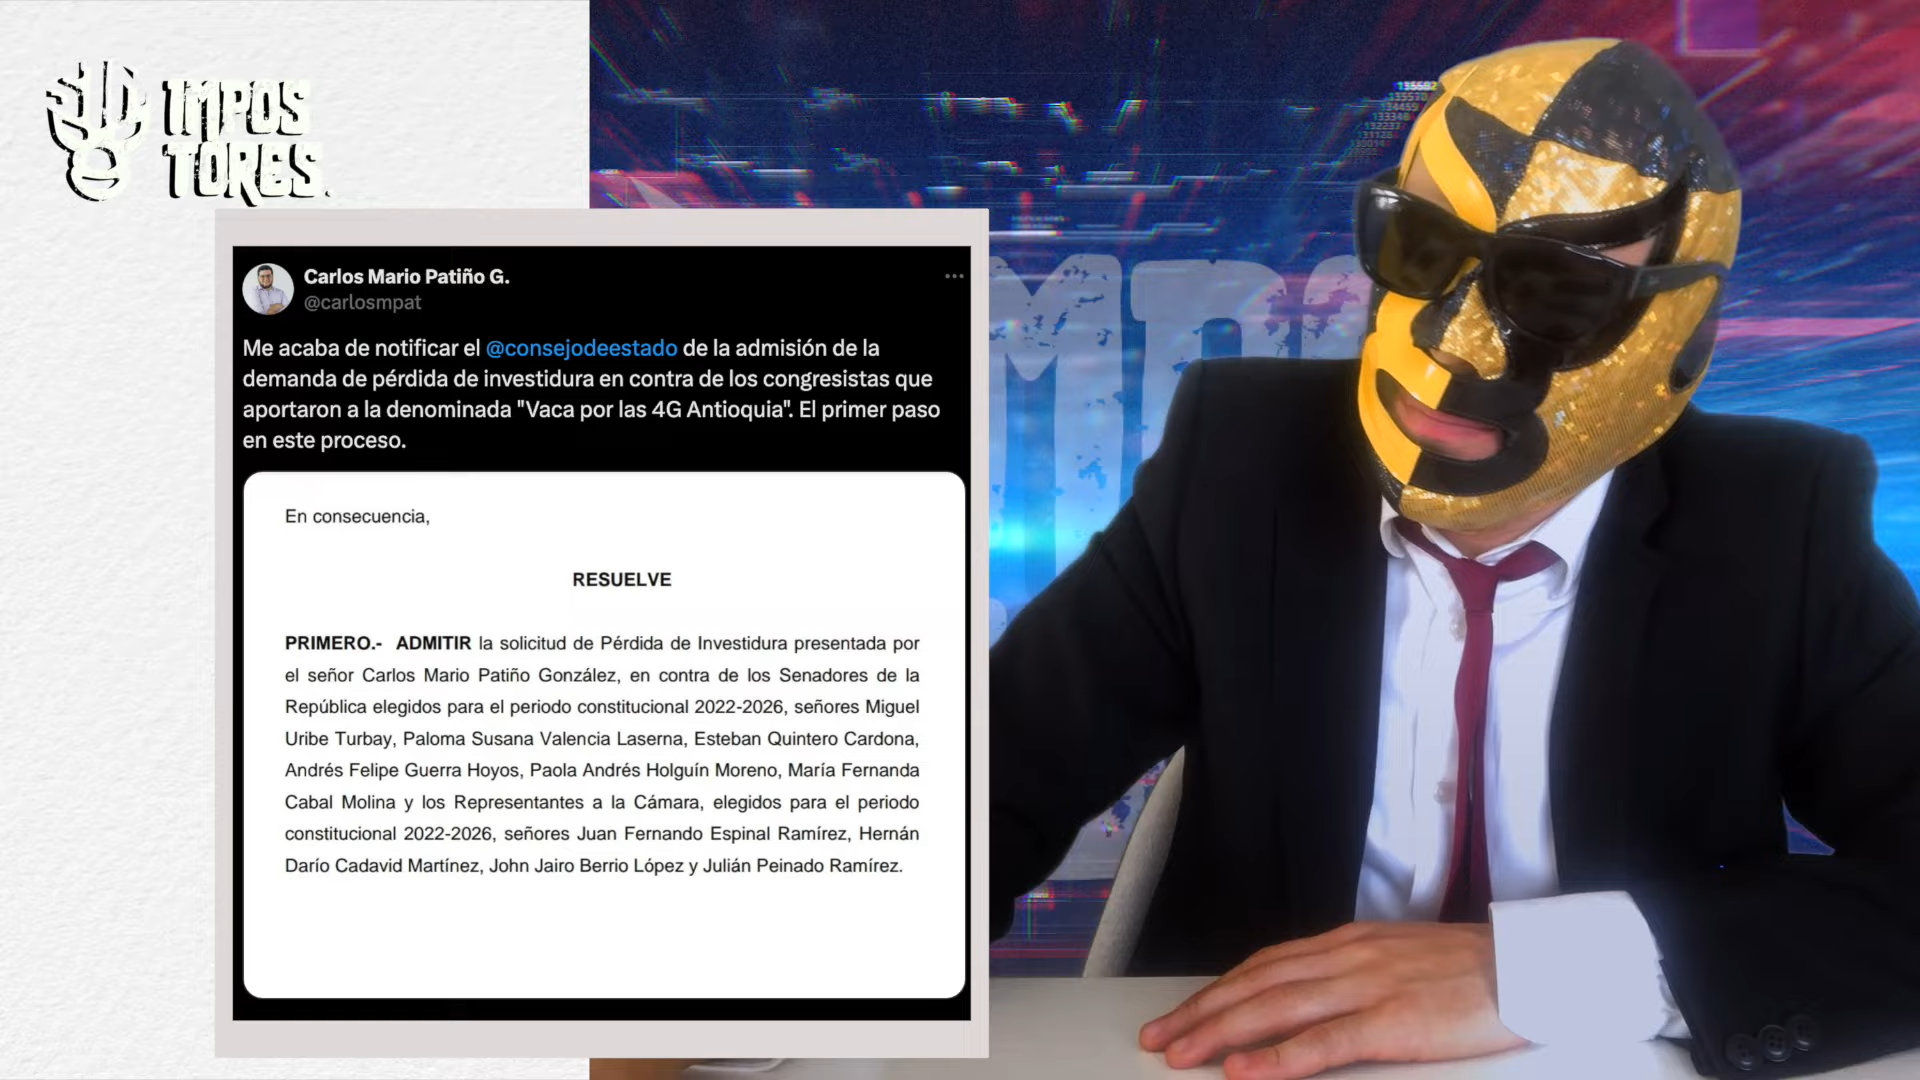 IMPOS
TORES.
Carlos Mario Patiño G.
@carlosmpat
Me acaba de notificar el @consejodeestado de la admisión de la
demanda de pérdida de investidura en contra de los congresistas que
aportaron a la denominada "Vaca por las 4G Antioquia". El primer paso
en este proceso.
En consecuencia,
RESUELVE
PRIMERO.- ADMITIR la solicitud de Pérdida de Investidura presentada por
el señor Carlos Mario Patiño González, en contra de los Senadores de la
República elegidos para el periodo constitucional 2022-2026, señores Miguel
Uribe Turbay, Paloma Susana Valencia Laserna, Esteban Quintero Cardona,
Andrés Felipe Guerra Hoyos, Paola Andrés Holguín Moreno, María Fernanda
Cabal Molina y los Representantes a la Cámara, elegidos para el periodo
constitucional 2022-2026, señores Juan Fernando Espinal Ramírez, Hernán
Darío Cadavid Martínez, John Jairo Berrio López y Julián Peinado Ramírez.